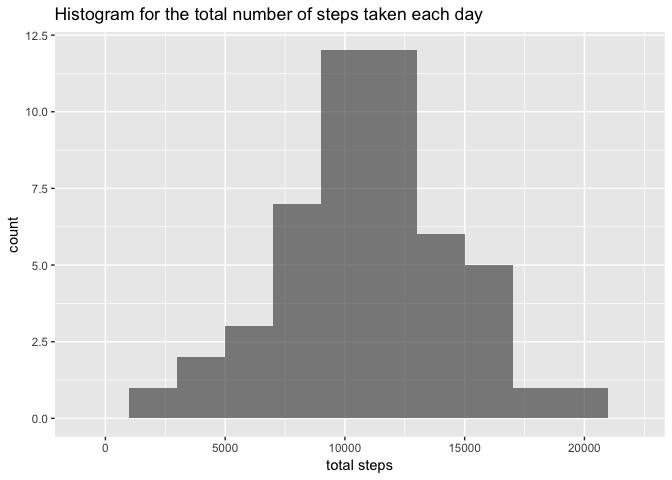 Histogram for the total number of steps taken each day
12.5
10.0
7.5
5.0
2.5
0.0
count
0 5000 10000 15000 20000
total steps